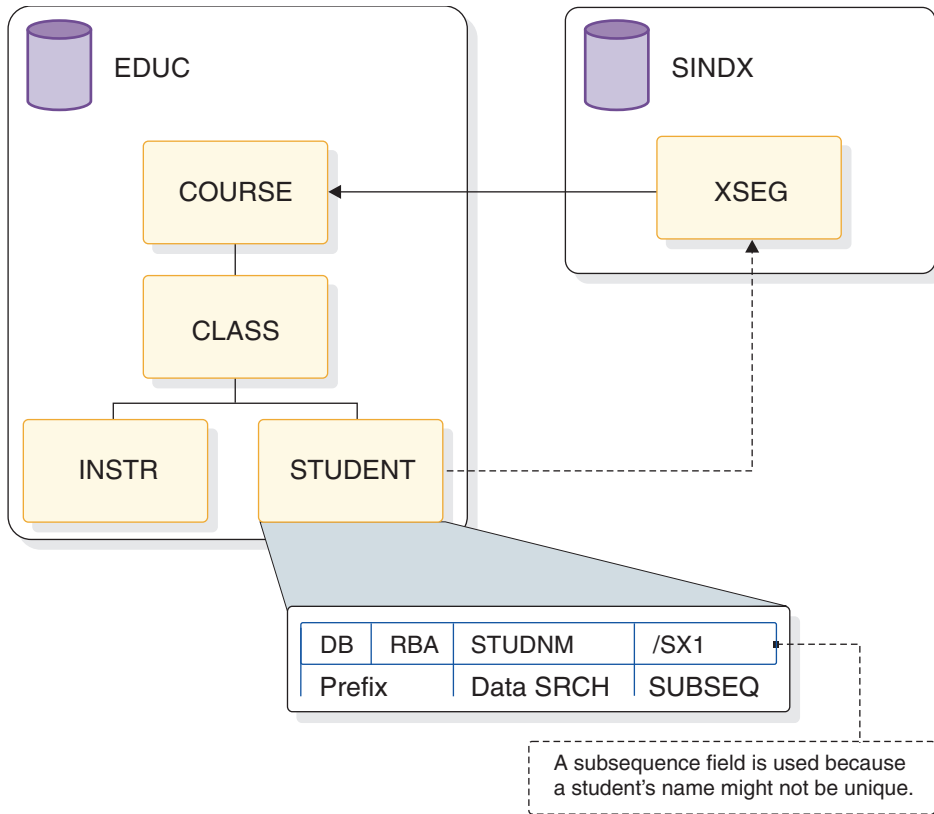 EDUC
SINDX
COURSE
XSEG
CLASS
INSTR
STUDENT
DB RBA STUDNM /SX1
Prefix Data SRCH SUBSEQ
A subsequence field is used because
a student’s name might not be unique.